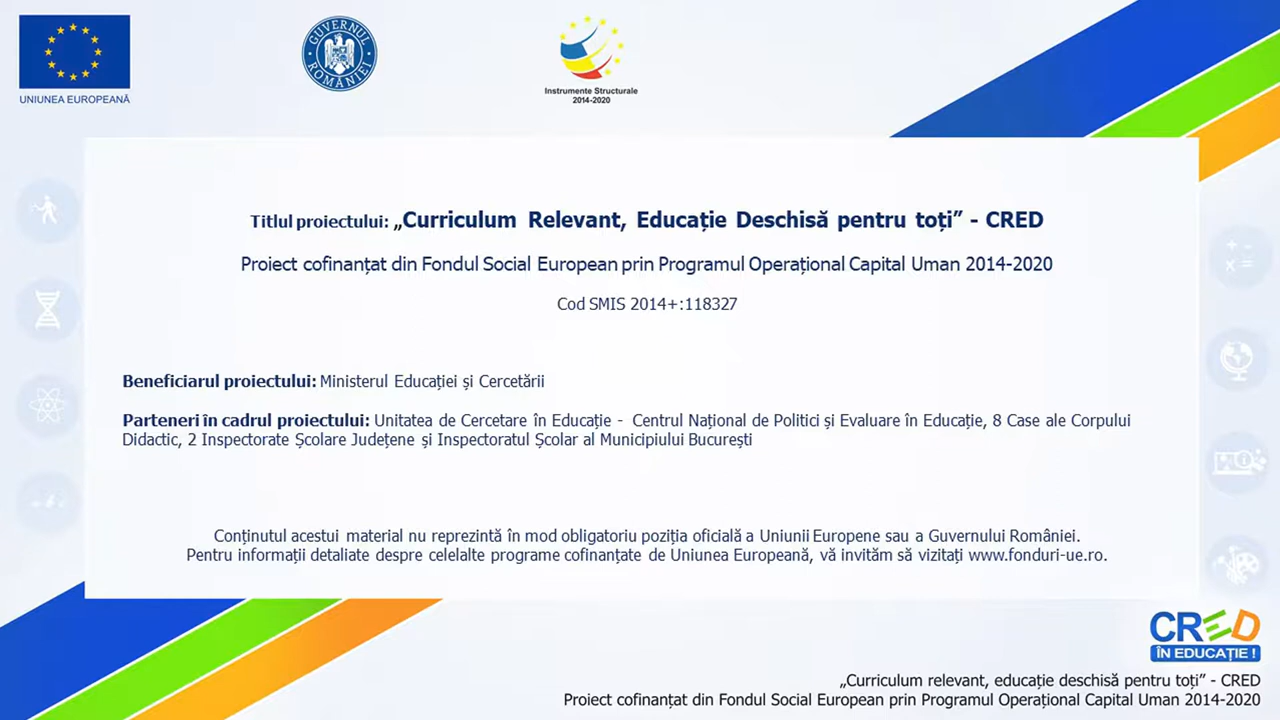 UNIUNEA EUROPEANĂ
GUVERNUL ROMÂNIEI
Instrumente Structurale
2014-2020
Titlul proiectului: „Curriculum Relevant, Educație Deschisă pentru toți” - CRED
Proiect cofinanțat din Fondul Social European prin Programul Operațional Capital Uman 2014-2020
Cod SMIS 2014+:118327
Beneficiarul proiectului: Ministerul Educației și Cercetării
Parteneri în cadrul proiectului: Unitatea de Cercetare în Educație - Centrul Național de Politici și Evaluare în Educație, 8 Case ale Corpului
Didactic, 2 Inspectorate Școlare Județene și Inspectoratul Școlar al Municipiului București
Conținutul acestui material nu reprezintă în mod obligatoriu poziția oficială a Uniunii Europene sau a Guvernului României.
Pentru informații detaliate despre celelalte programe cofinanțate de Uniunea Europeană, vă invităm să vizitați www.fonduri-ue.ro.
CRED
ÎN EDUCAȚIE !
„Curriculum relevant, educație deschisă pentru toți” - CRED
Proiect cofinanțat din Fondul Social European prin Programul Operațional Capital Uman 2014-2020